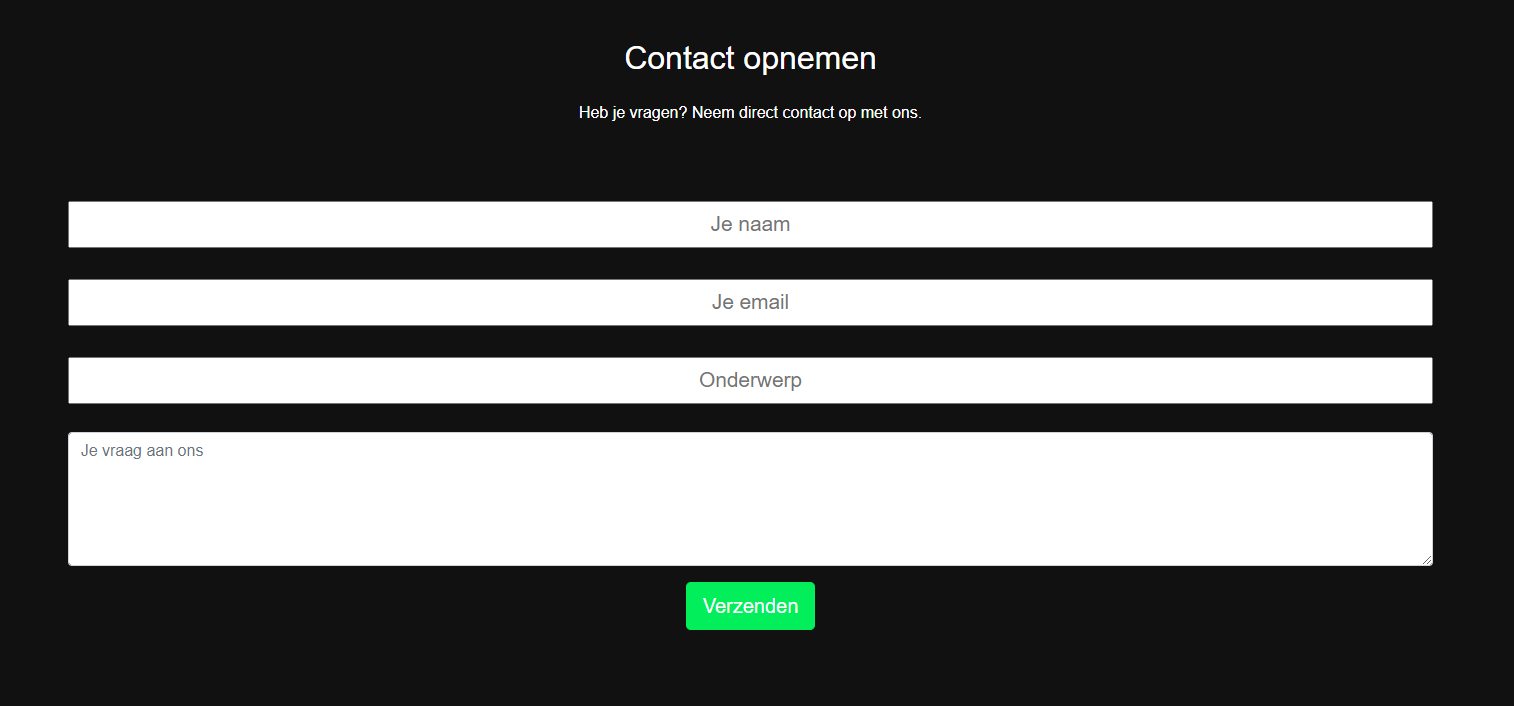 Contact opnemen
Heb je vragen? Neem direct contact op met ons.
Je naam
Je email
Onderwerp
Je vraag aan ons
Verzenden